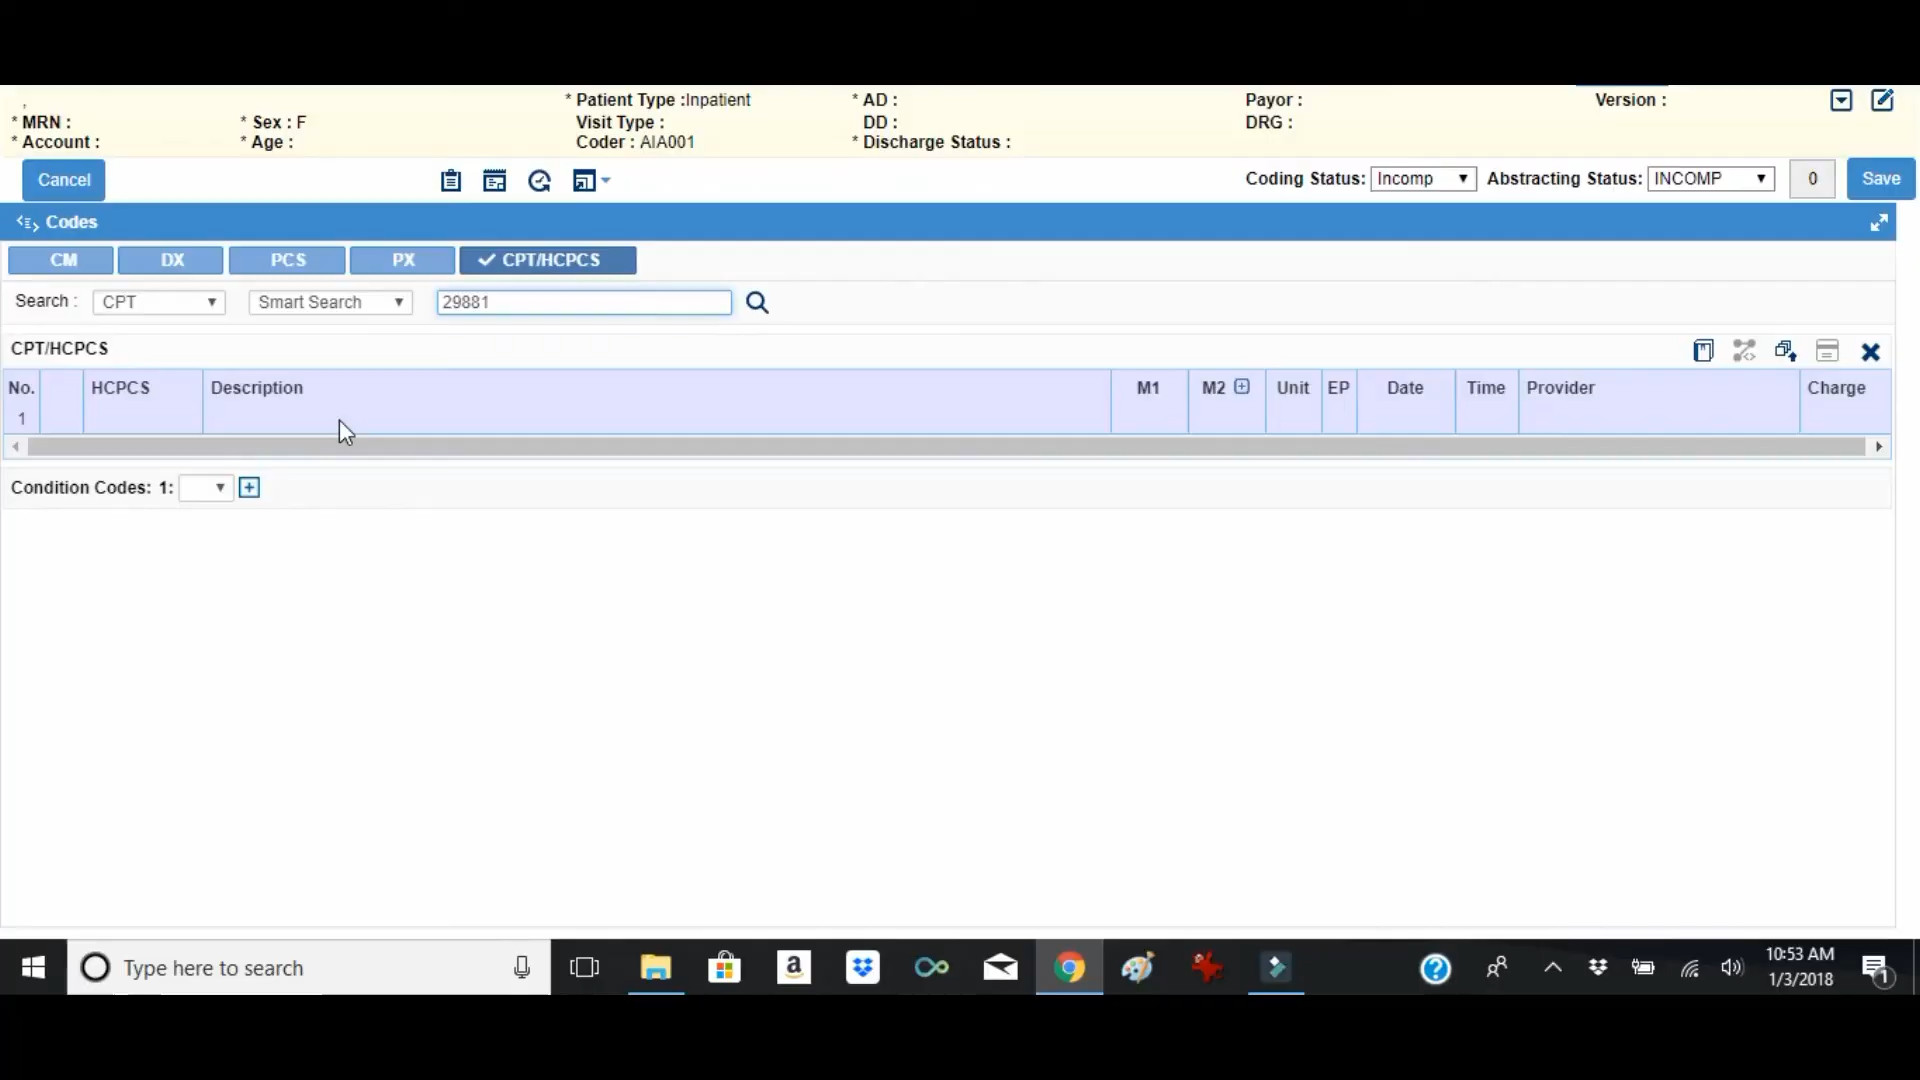 ,
* Patient Type :Inpatient * AD : Payor : Version :
* MRN : * Sex : F Visit Type : DD : DRG :
* Account : * Age : Coder : AIA001 * Discharge Status :
Cancel Coding Status: Incomp Abstracting Status: INCOMP 0 Save
Codes
CM DX PCS PX CPT/HCPCS
Search : CPT Smart Search 29881
CPT/HCPCS
No. HCPCS Description M1 M2 Unit EP Date Time Provider Charge
1
Condition Codes: 1:
Type here to search
10:53 AM
1/3/2018
1